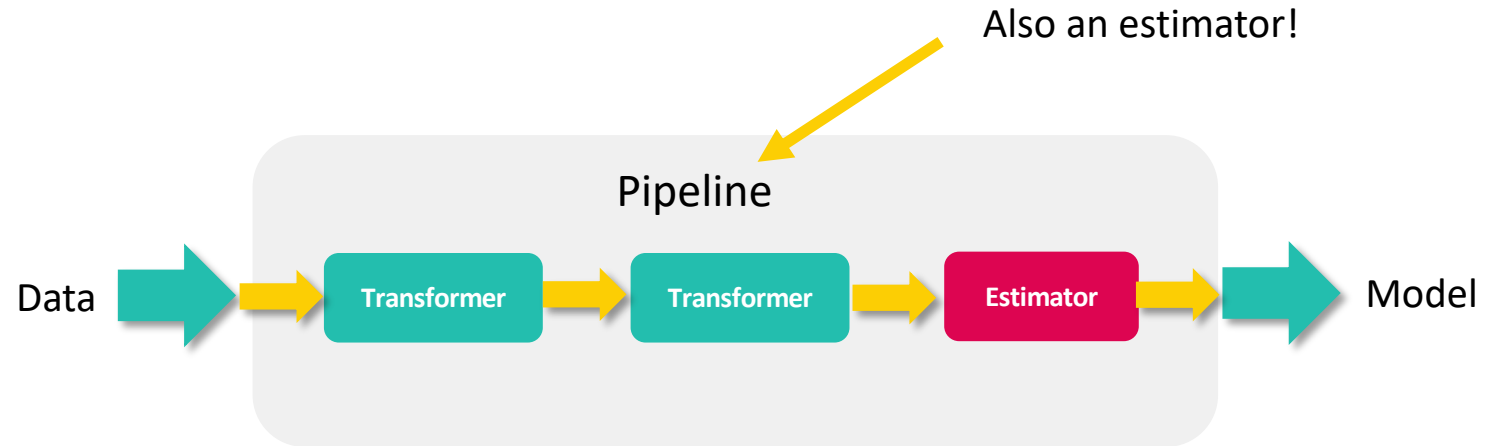 Also an estimator!
Pipeline
Data
Transformer
Transformer
Estimator
Model